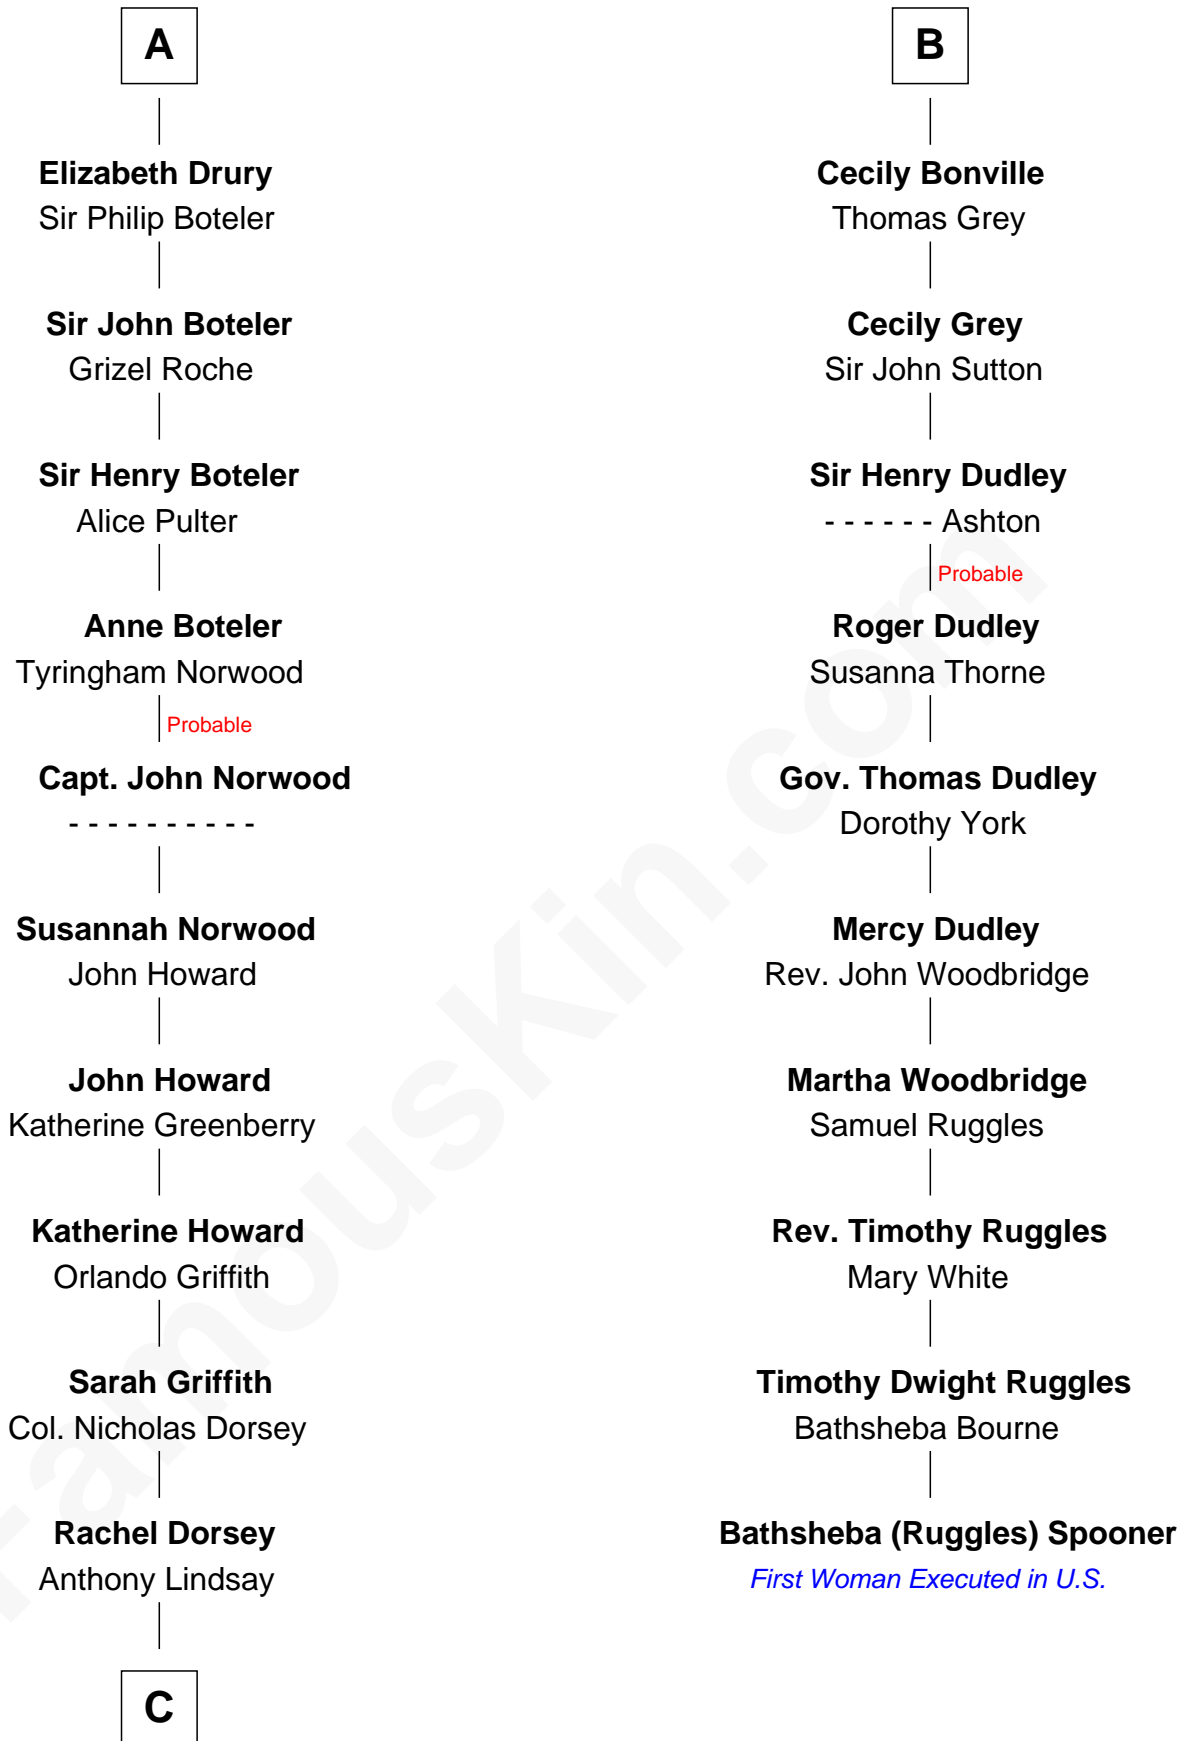 A
Elizabeth Drury
Sir Philip Boteler
Sir John Boteler
Grizel Roche
Sir Henry Boteler
Alice Pulter
Anne Boteler
Tyringham Norwood
Probable
Capt. John Norwood
- - - - - - - - - -
Susannah Norwood
John Howard
John Howard
Katherine Greenberry
Katherine Howard
Orlando Griffith
Sarah Griffith
Col. Nicholas Dorsey
Rachel Dorsey
Anthony Lindsay
C
B
Cecily Bonville
Thomas Grey
Cecily Grey
Sir John Sutton
Sir Henry Dudley
- - - - - - Ashton
Probable
Roger Dudley
Susanna Thorne
Gov. Thomas Dudley
Dorothy York
Mercy Dudley
Rev. John Woodbridge
Martha Woodbridge
Samuel Ruggles
Rev. Timothy Ruggles
Mary White
Timothy Dwight Ruggles
Bathsheba Bourne
Bathsheba (Ruggles) Spooner
First Woman Executed in U.S.
FamousKin.com